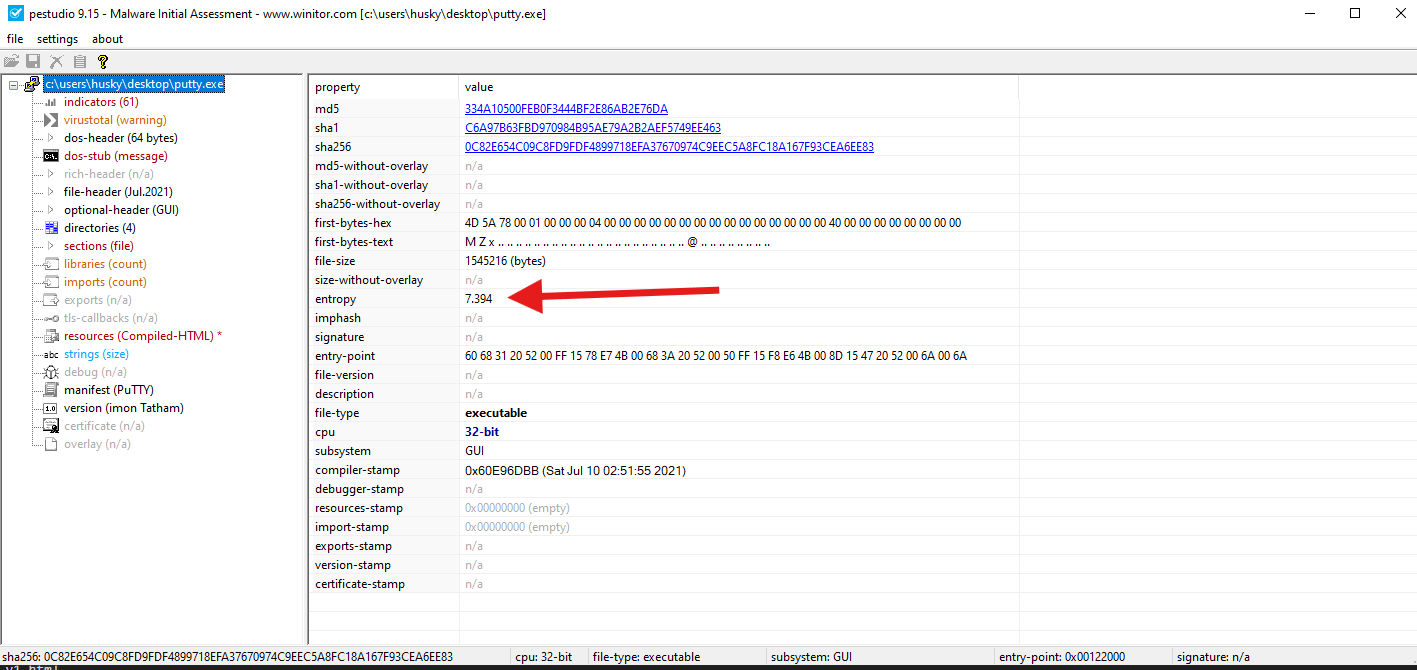 pestudio 9.15 - Malware Initial Assessment - www.winitor.com [c:\users\husky\desktop\putty.exe]
file settings about
c:\users\husky\desktop\putty.exe
indicators (61)
virustotal (warning)
dos-header (64 bytes)
dos-stub (message)
rich-header (n/a)
file-header (Jul.2021)
optional-header (GUI)
directories (4)
sections (file)
libraries (count)
imports (count)
exports (n/a)
tls-callbacks (n/a)
resources (Compiled-HTML) *
abc strings (size)
debug (n/a)
manifest (PuTTY)
1.0 version (imon Tatham)
certificate (n/a)
overlay (n/a)
property value
md5 334A10500FEB0F3444BF2E86AB2E76DA
sha1 C6A97B63FBD970984B95AE79A2B2AEF5749EE463
sha256 0C82E654C09C8FD9FDF4899718EFA37670974C9EEC5A8FC18A167F93CEA6EE83
md5-without-overlay n/a
sha1-without-overlay n/a
sha256-without-overlay n/a
first-bytes-hex 4D 5A 78 00 01 00 00 00 04 00 00 00 00 00 00 00 00 00 00 00 00 00 00 00 40 00 00 00 00 00 00 00
first-bytes-text M Z x .. .. .. .. .. .. .. .. .. .. .. .. .. .. .. .. .. .. .. .. .. @ .. .. .. .. .. .. ..
file-size 1545216 (bytes)
size-without-overlay n/a
entropy 7.394
imphash n/a
signature n/a
entry-point 60 68 31 20 52 00 FF 15 78 E7 4B 00 68 3A 20 52 00 50 FF 15 F8 E6 4B 00 8D 15 47 20 52 00 6A 00 6A
file-version n/a
description n/a
file-type executable
cpu 32-bit
subsystem GUI
compiler-stamp 0x60E96DBB (Sat Jul 10 02:51:55 2021)
debugger-stamp n/a
resources-stamp 0x00000000 (empty)
import-stamp 0x00000000 (empty)
exports-stamp n/a
version-stamp n/a
certificate-stamp n/a
sha256: 0C82E654C09C8FD9FDF4899718EFA37670974C9EEC5A8FC18A167F93CEA6EE83 cpu: 32-bit file-type: executable subsystem: GUI entry-point: 0x00122000 signature: n/a